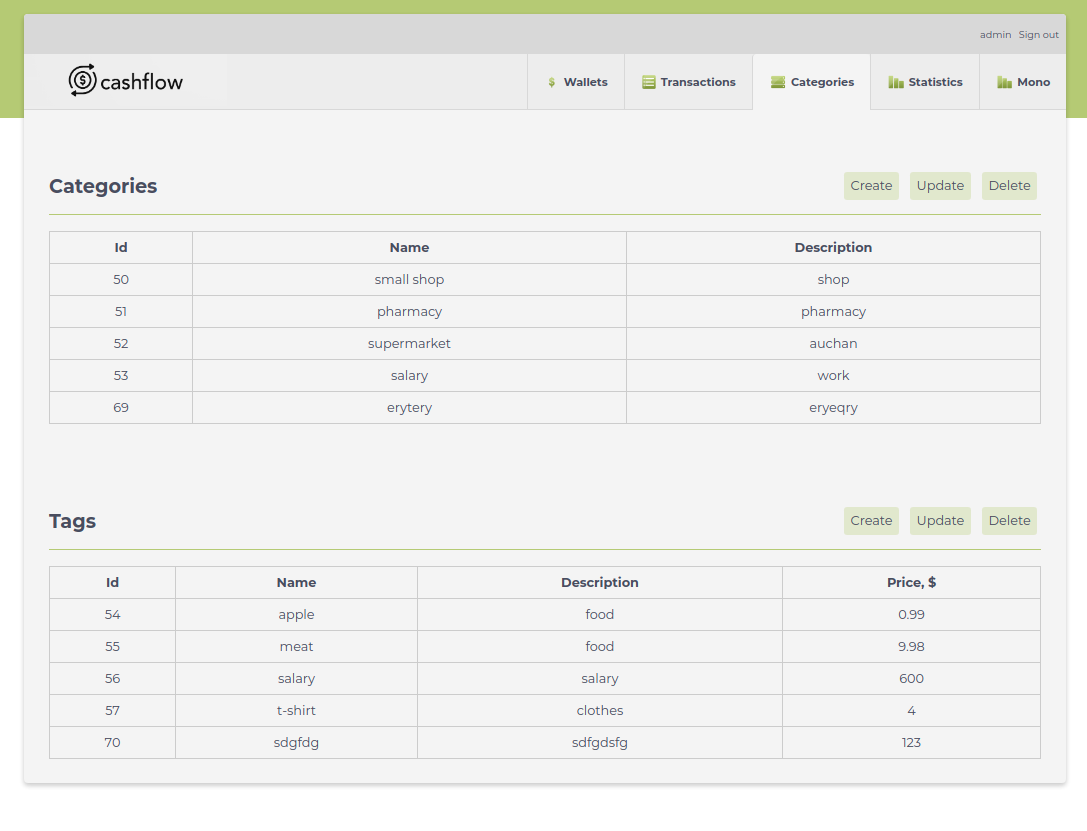 admin Sign out
$ cashflow
$ Wallets Transactions Categories Statistics Mono
Categories Create Update Delete
Id Name Description
50 small shop shop
51 pharmacy pharmacy
52 supermarket auchan
53 salary work
69 erytery eryeqry
Tags Create Update Delete
Id Name Description Price, $
54 apple food 0.99
55 meat food 9.98
56 salary salary 600
57 t-shirt clothes 4
70 sdgfdg sdfgdsfg 123